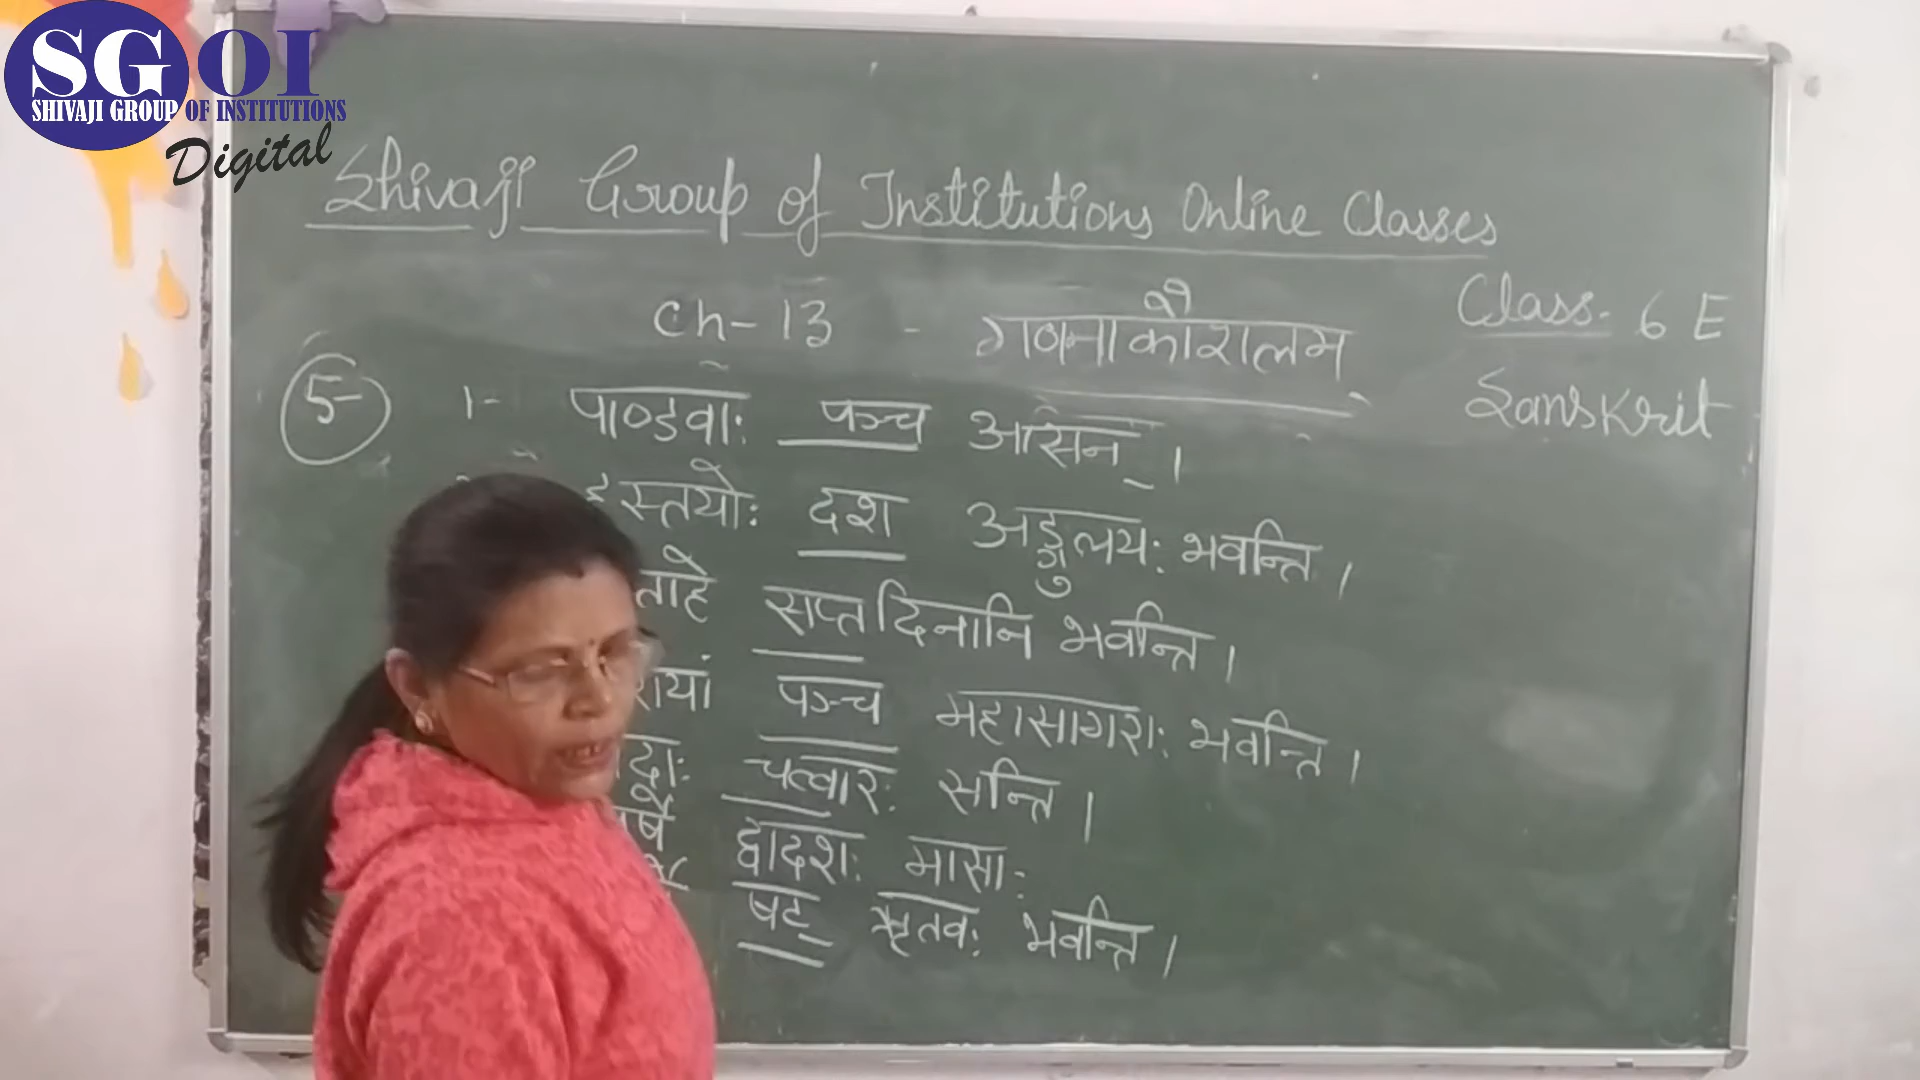 SGOI
SHIVAJI GROUP OF INSTITUTIONS
Digital
Shivaji Group of Institutions Online Classes
Ch-13 - गणनाकौशलम्
Class- 6 E
Sanskrit
5- 1- पाण्डवाः पञ्च आसन् ।
हस्तयोः दश अङ्गुलयः भवन्ति ।
सप्त दिनानि भवन्ति ।
पञ्च महासागराः भवन्ति ।
चत्वारः सन्ति ।
द्वादशः मासाः
षट् ऋतवः भवन्ति ।